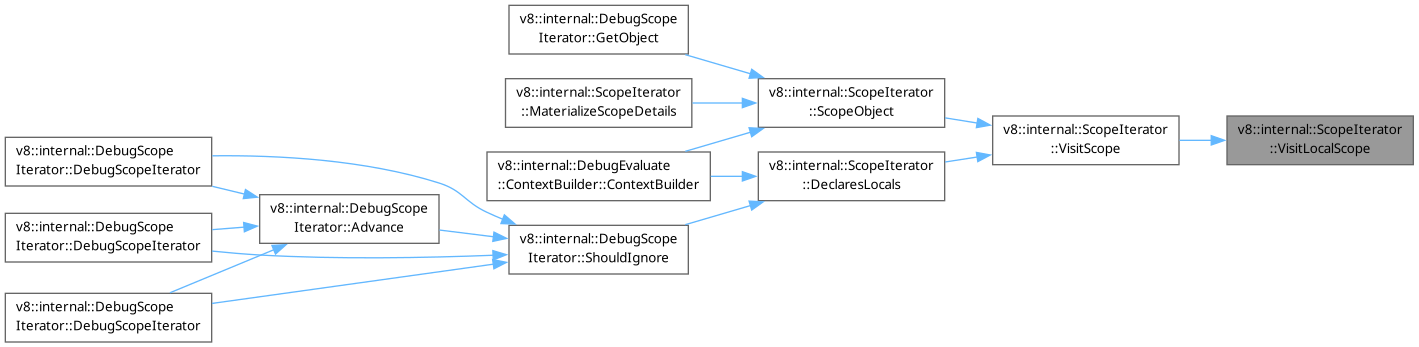 v8::internal::DebugScope
Iterator::GetObject
v8::internal::ScopeIterator
::MaterializeScopeDetails
v8::internal::ScopeIterator
::ScopeObject
v8::internal::ScopeIterator
::VisitScope
v8::internal::ScopeIterator
::VisitLocalScope
v8::internal::DebugEvaluate
::ContextBuilder::ContextBuilder
v8::internal::ScopeIterator
::DeclaresLocals
v8::internal::DebugScope
Iterator::DebugScopeIterator
v8::internal::DebugScope
Iterator::Advance
v8::internal::DebugScope
Iterator::DebugScopeIterator
v8::internal::DebugScope
Iterator::ShouldIgnore
v8::internal::DebugScope
Iterator::DebugScopeIterator